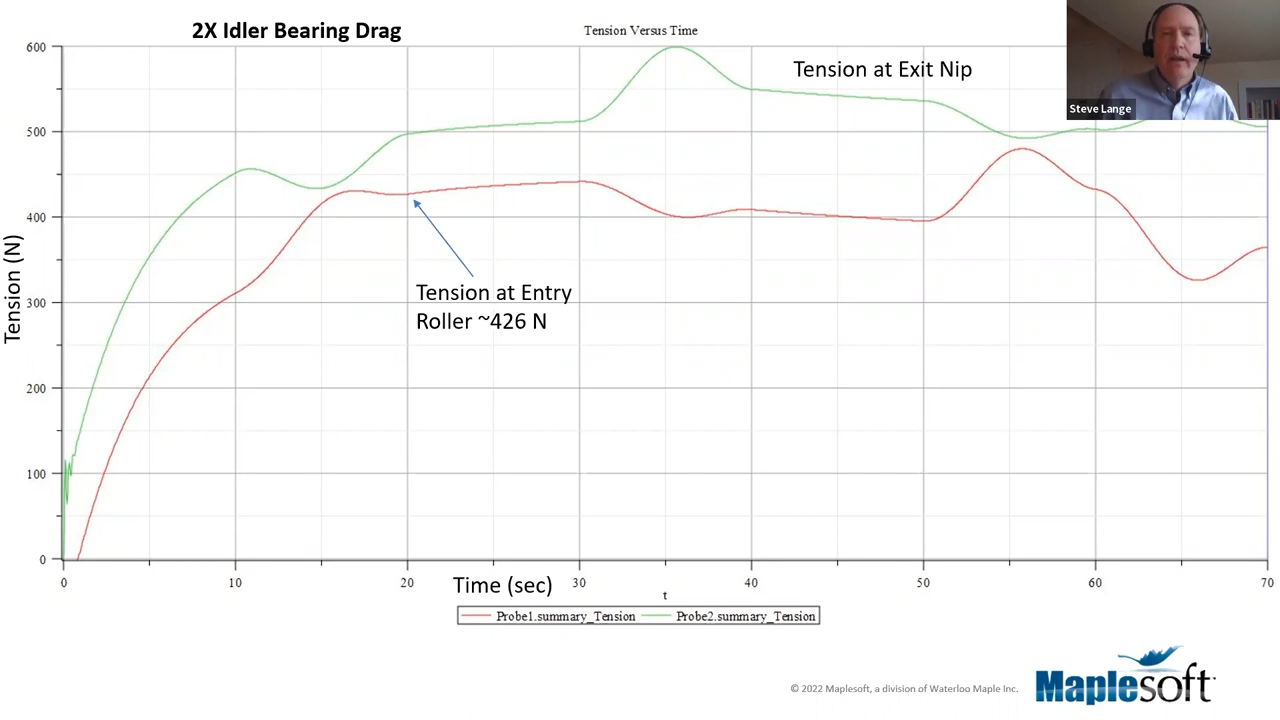 2X Idler Bearing Drag
Tension Versus Time
600
500
400
300
200
100
0
Tension (N)
Tension at Exit Nip
Steve Lange
Tension at Entry
Roller ~426 N
0
10
20
30
40
50
60
70
Time (sec)
t
Probe1.summary_Tension
Probe2.summary_Tension
© 2022 Maplesoft, a division of Waterloo Maple Inc.
Maplesoft